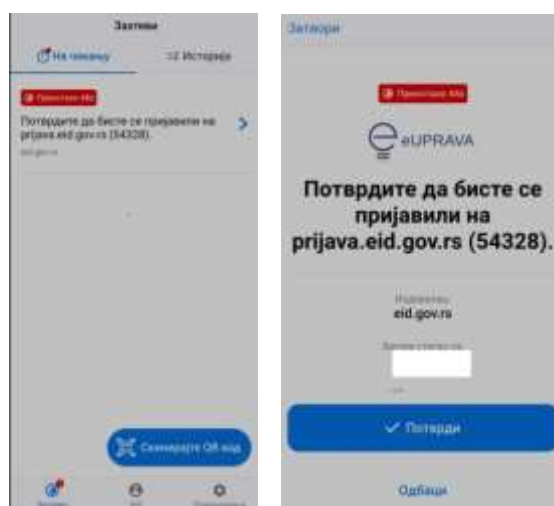 Захтеви
На чекању
Историја
Потврдите да бисте се пријавили на
prijava.eid.gov.rs (54328).
eid.gov.rs
Скенирајте QR код
Затвори
eUPRAVA
Потврдите да бисте се
пријавили на
prijava.eid.gov.rs (54328).
eid.gov.rs
Потврди
Одбаци